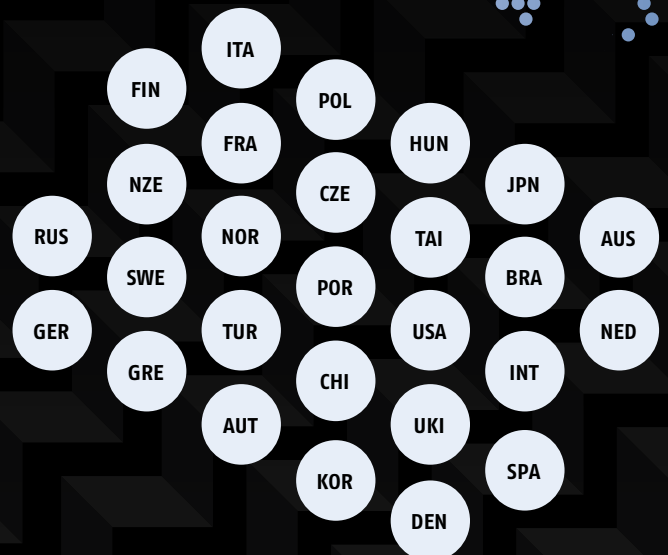 ITA
FIN
POL
FRA
HUN
NZE
JPN
CZE
RUS
NOR
TAI
AUS
SWE
BRA
POR
GER
TUR
USA
NED
GRE
INT
CHI
AUT
UKI
SPA
KOR
DEN